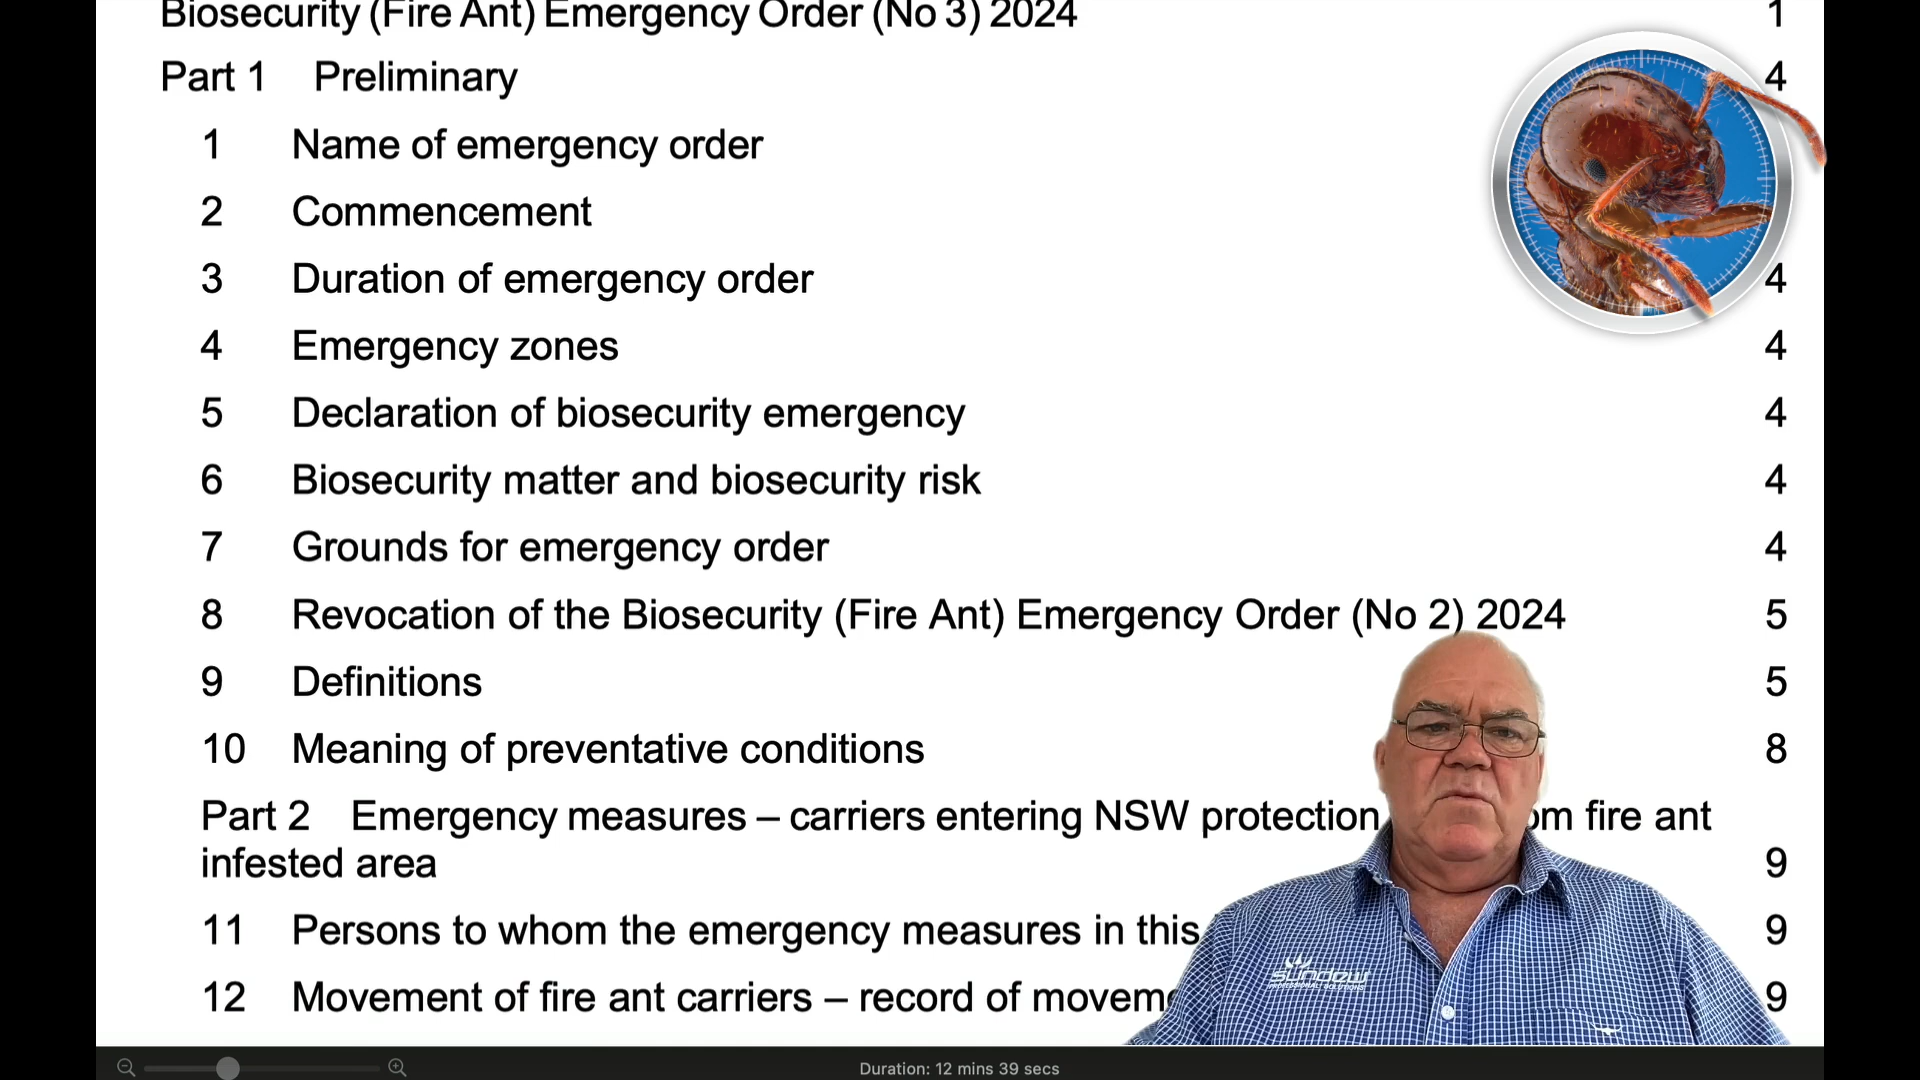 Biosecurity (Fire Ant) Emergency Order (No 3) 2024 1
Part 1 Preliminary 4
1 Name of emergency order
2 Commencement
3 Duration of emergency order 4
4 Emergency zones 4
5 Declaration of biosecurity emergency 4
6 Biosecurity matter and biosecurity risk 4
7 Grounds for emergency order 4
8 Revocation of the Biosecurity (Fire Ant) Emergency Order (No 2) 2024 5
9 Definitions 5
10 Meaning of preventative conditions 8
Part 2 Emergency measures – carriers entering NSW protection om fire ant
infested area 9
11 Persons to whom the emergency measures in this 9
12 Movement of fire ant carriers – record of moveme 9
sundew
PROFESSIONAL SOLUTIONS
Duration: 12 mins 39 secs